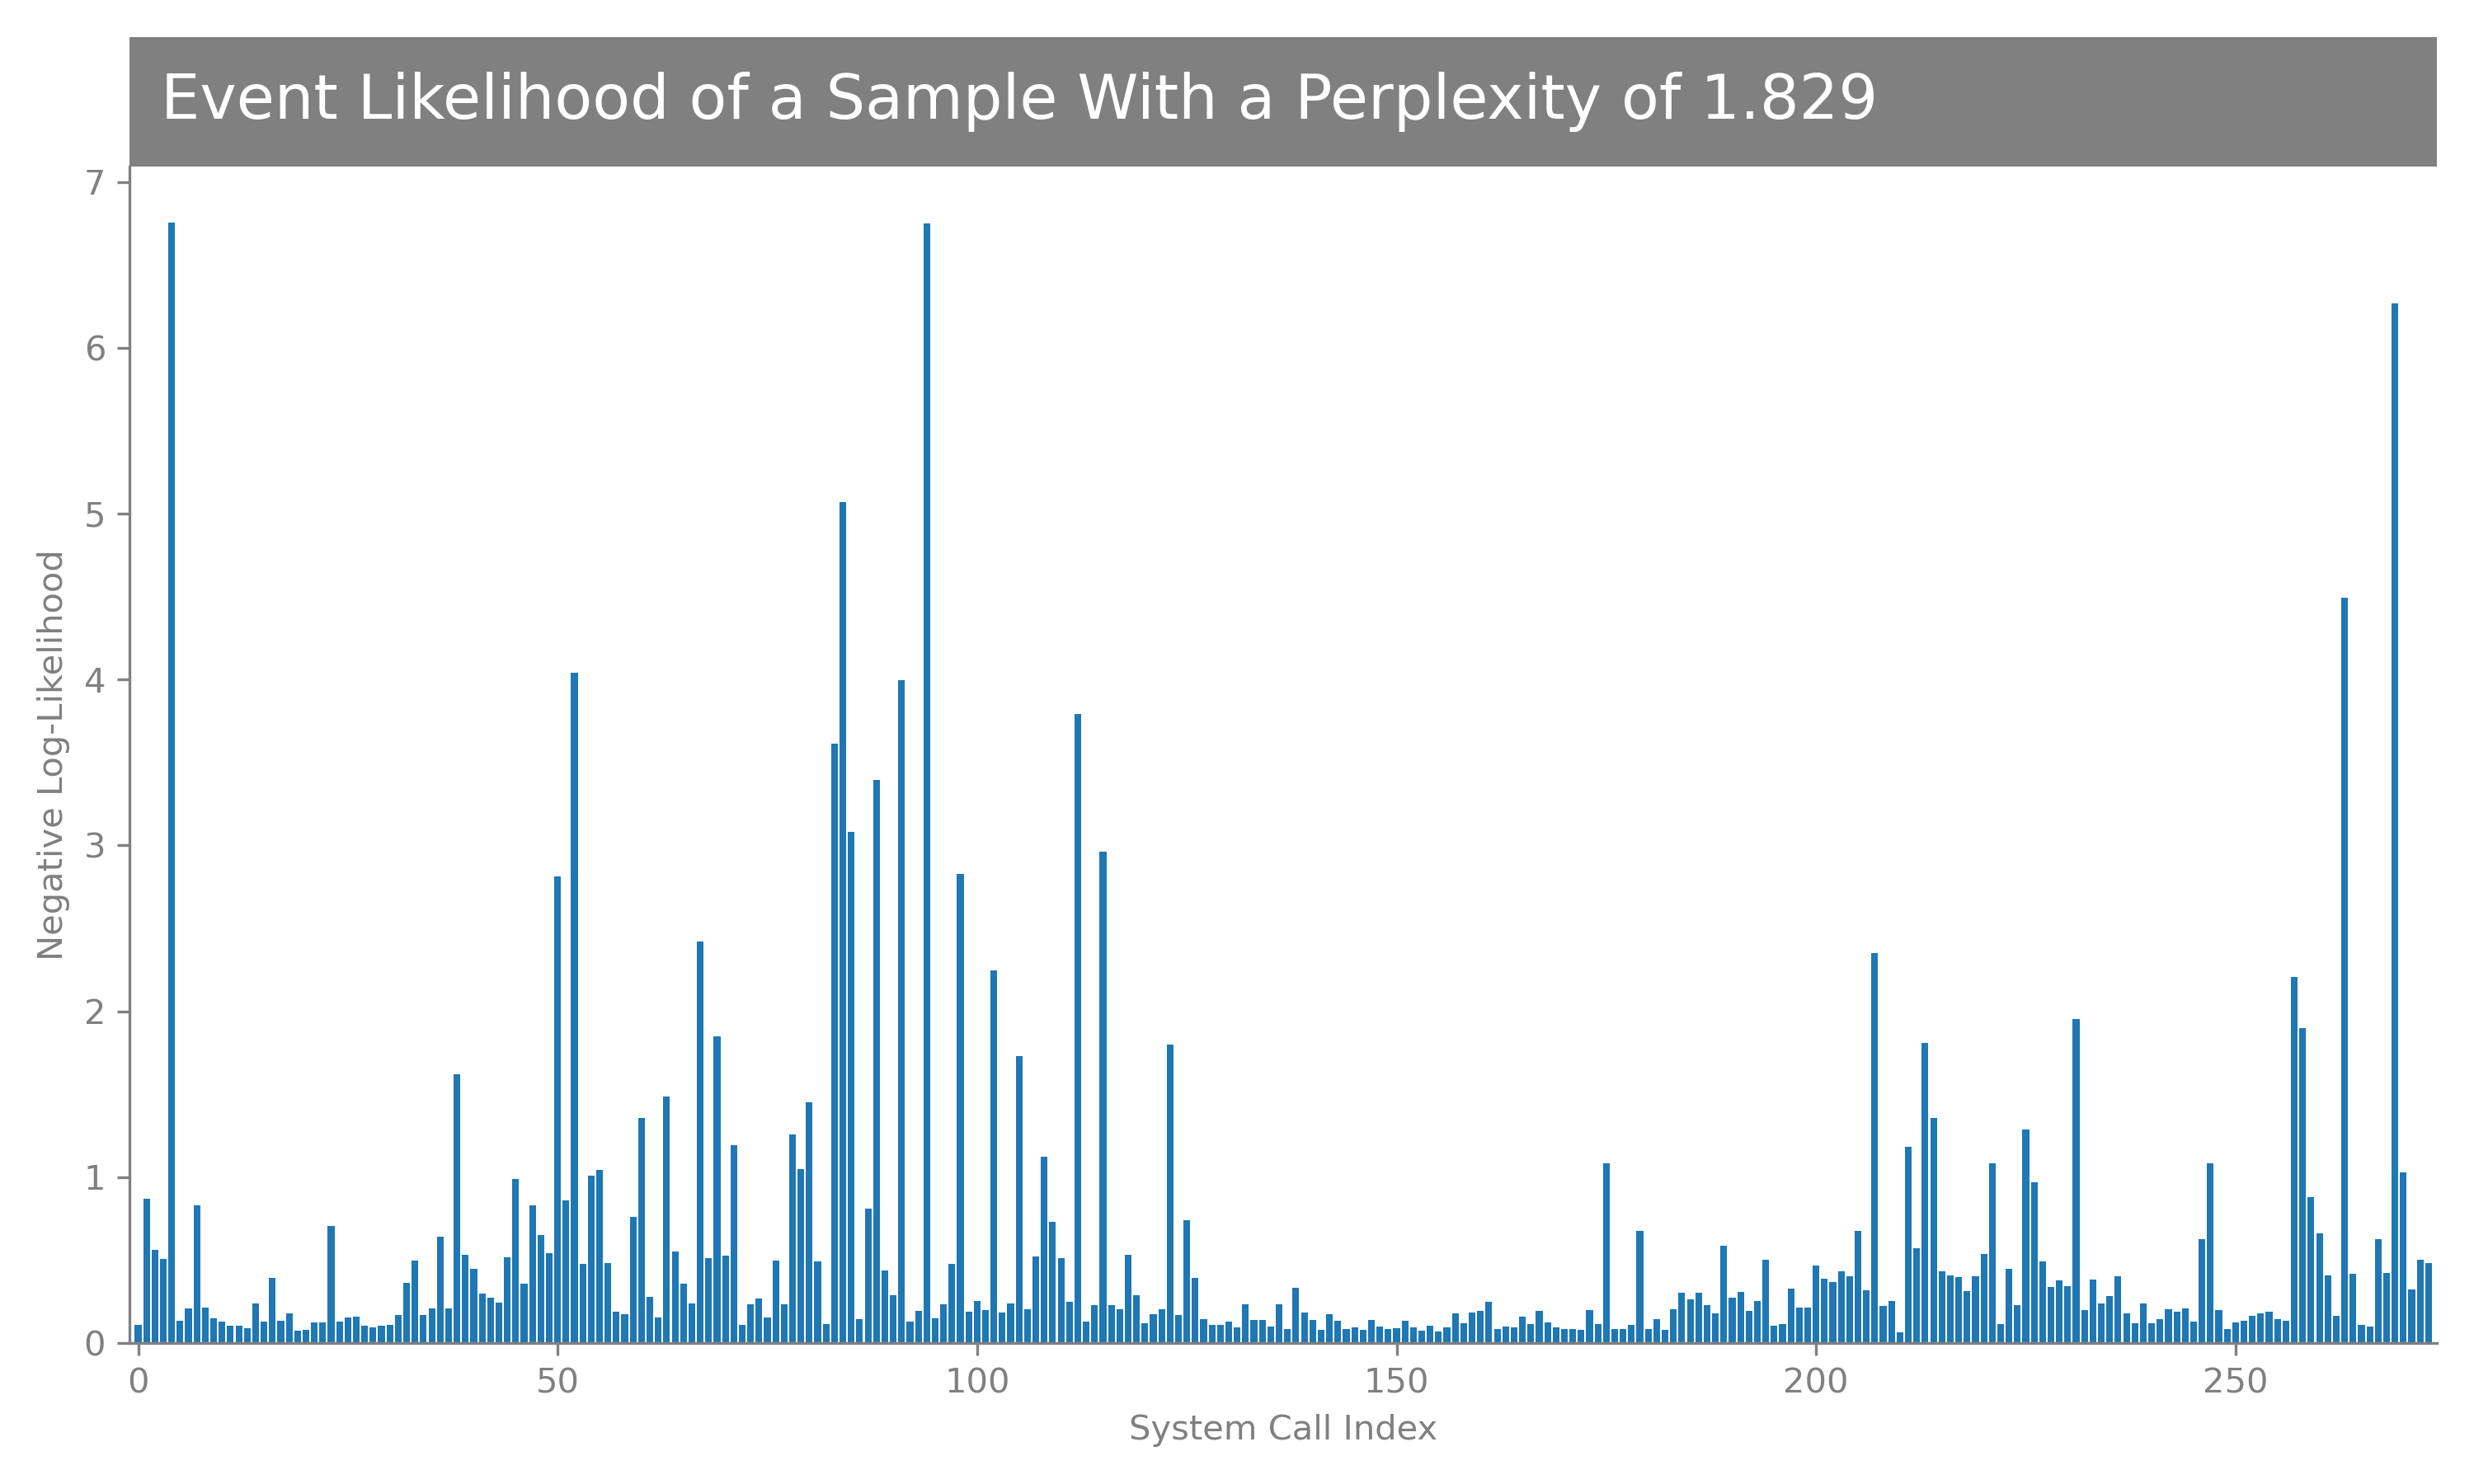 Event Likelihood of a Sample With a Perplexity of 1.829
7
6
5
4
3
2
1
0
Negative Log-Likelihood
0 50 100 150 200 250
System Call Index